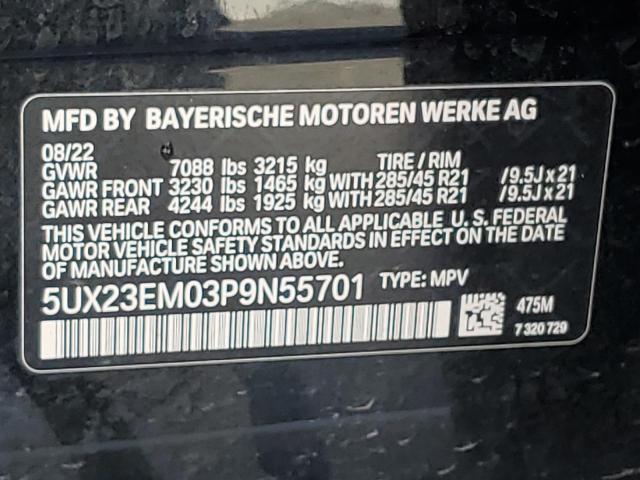 MFD BY BAYERISCHE MOTOREN WERKE AG
08/22
GVWR 7088 lbs 3215 kg TIRE / RIM
GAWR FRONT 3230 lbs 1465 kg WITH 285/45 R21 /9.5J x 21
GAWR REAR 4244 lbs 1925 kg WITH 285/45 R21 /9.5J x 21
THIS VEHICLE CONFORMS TO ALL APPLICABLE U. S. FEDERAL
MOTOR VEHICLE SAFETY STANDARDS IN EFFECT ON THE DATE
OF MANUFACTURE SHOWN ABOVE.
5UX23EM03P9N55701 TYPE: MPV
475M
7 320 729